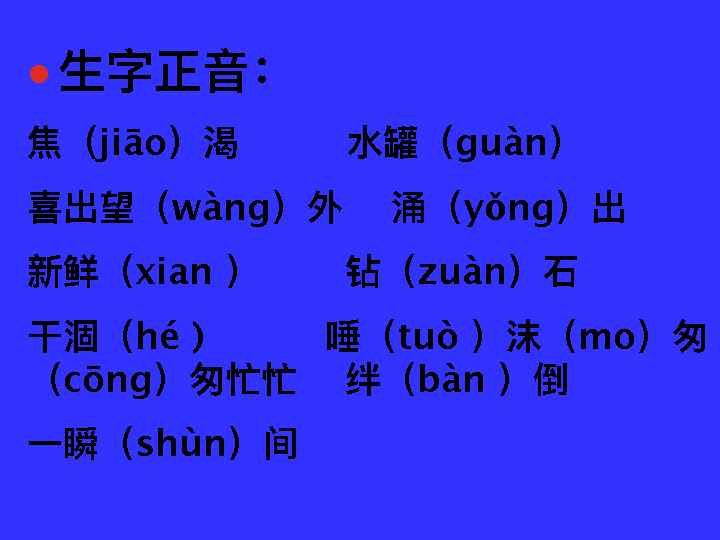 生字正音：
焦（jiāo）渴 水罐（guàn）
喜出望（wàng）外 涌（yǒng）出
新鲜（xian ） 钻（zuàn）石
干涸（hé ) 唾（tuò ）沫（mo）匆
（cōng）匆忙忙 绊（bàn ）倒
一瞬（shùn）间